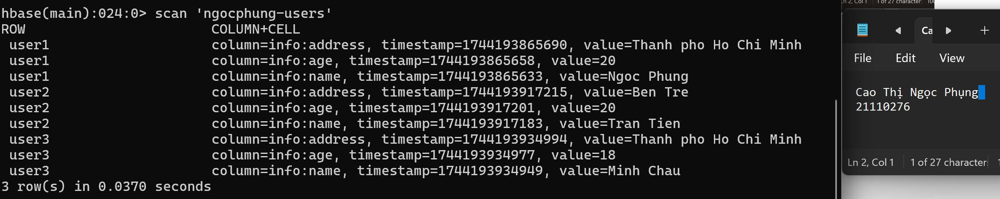 hbase(main):024:0> scan 'ngocphung-users'
ROW COLUMN+CELL
user1 column=info:address, timestamp=1744193865690, value=Thanh pho Ho Chi Minh
user1 column=info:age, timestamp=1744193865658, value=20
user1 column=info:name, timestamp=1744193865633, value=Ngoc Phung
user2 column=info:address, timestamp=1744193917215, value=Ben Tre
user2 column=info:age, timestamp=1744193917201, value=20
user2 column=info:name, timestamp=1744193917183, value=Tran Tien
user3 column=info:address, timestamp=1744193934994, value=Thanh pho Ho Chi Minh
user3 column=info:age, timestamp=1744193934977, value=18
user3 column=info:name, timestamp=1744193934949, value=Minh Chau
3 row(s) in 0.0370 seconds
Ln 2, Col 1 1 of 27 character
Ca
File Edit View
Cao Thị Ngọc Phụng
21110276
Ln 2, Col 1 1 of 27 character